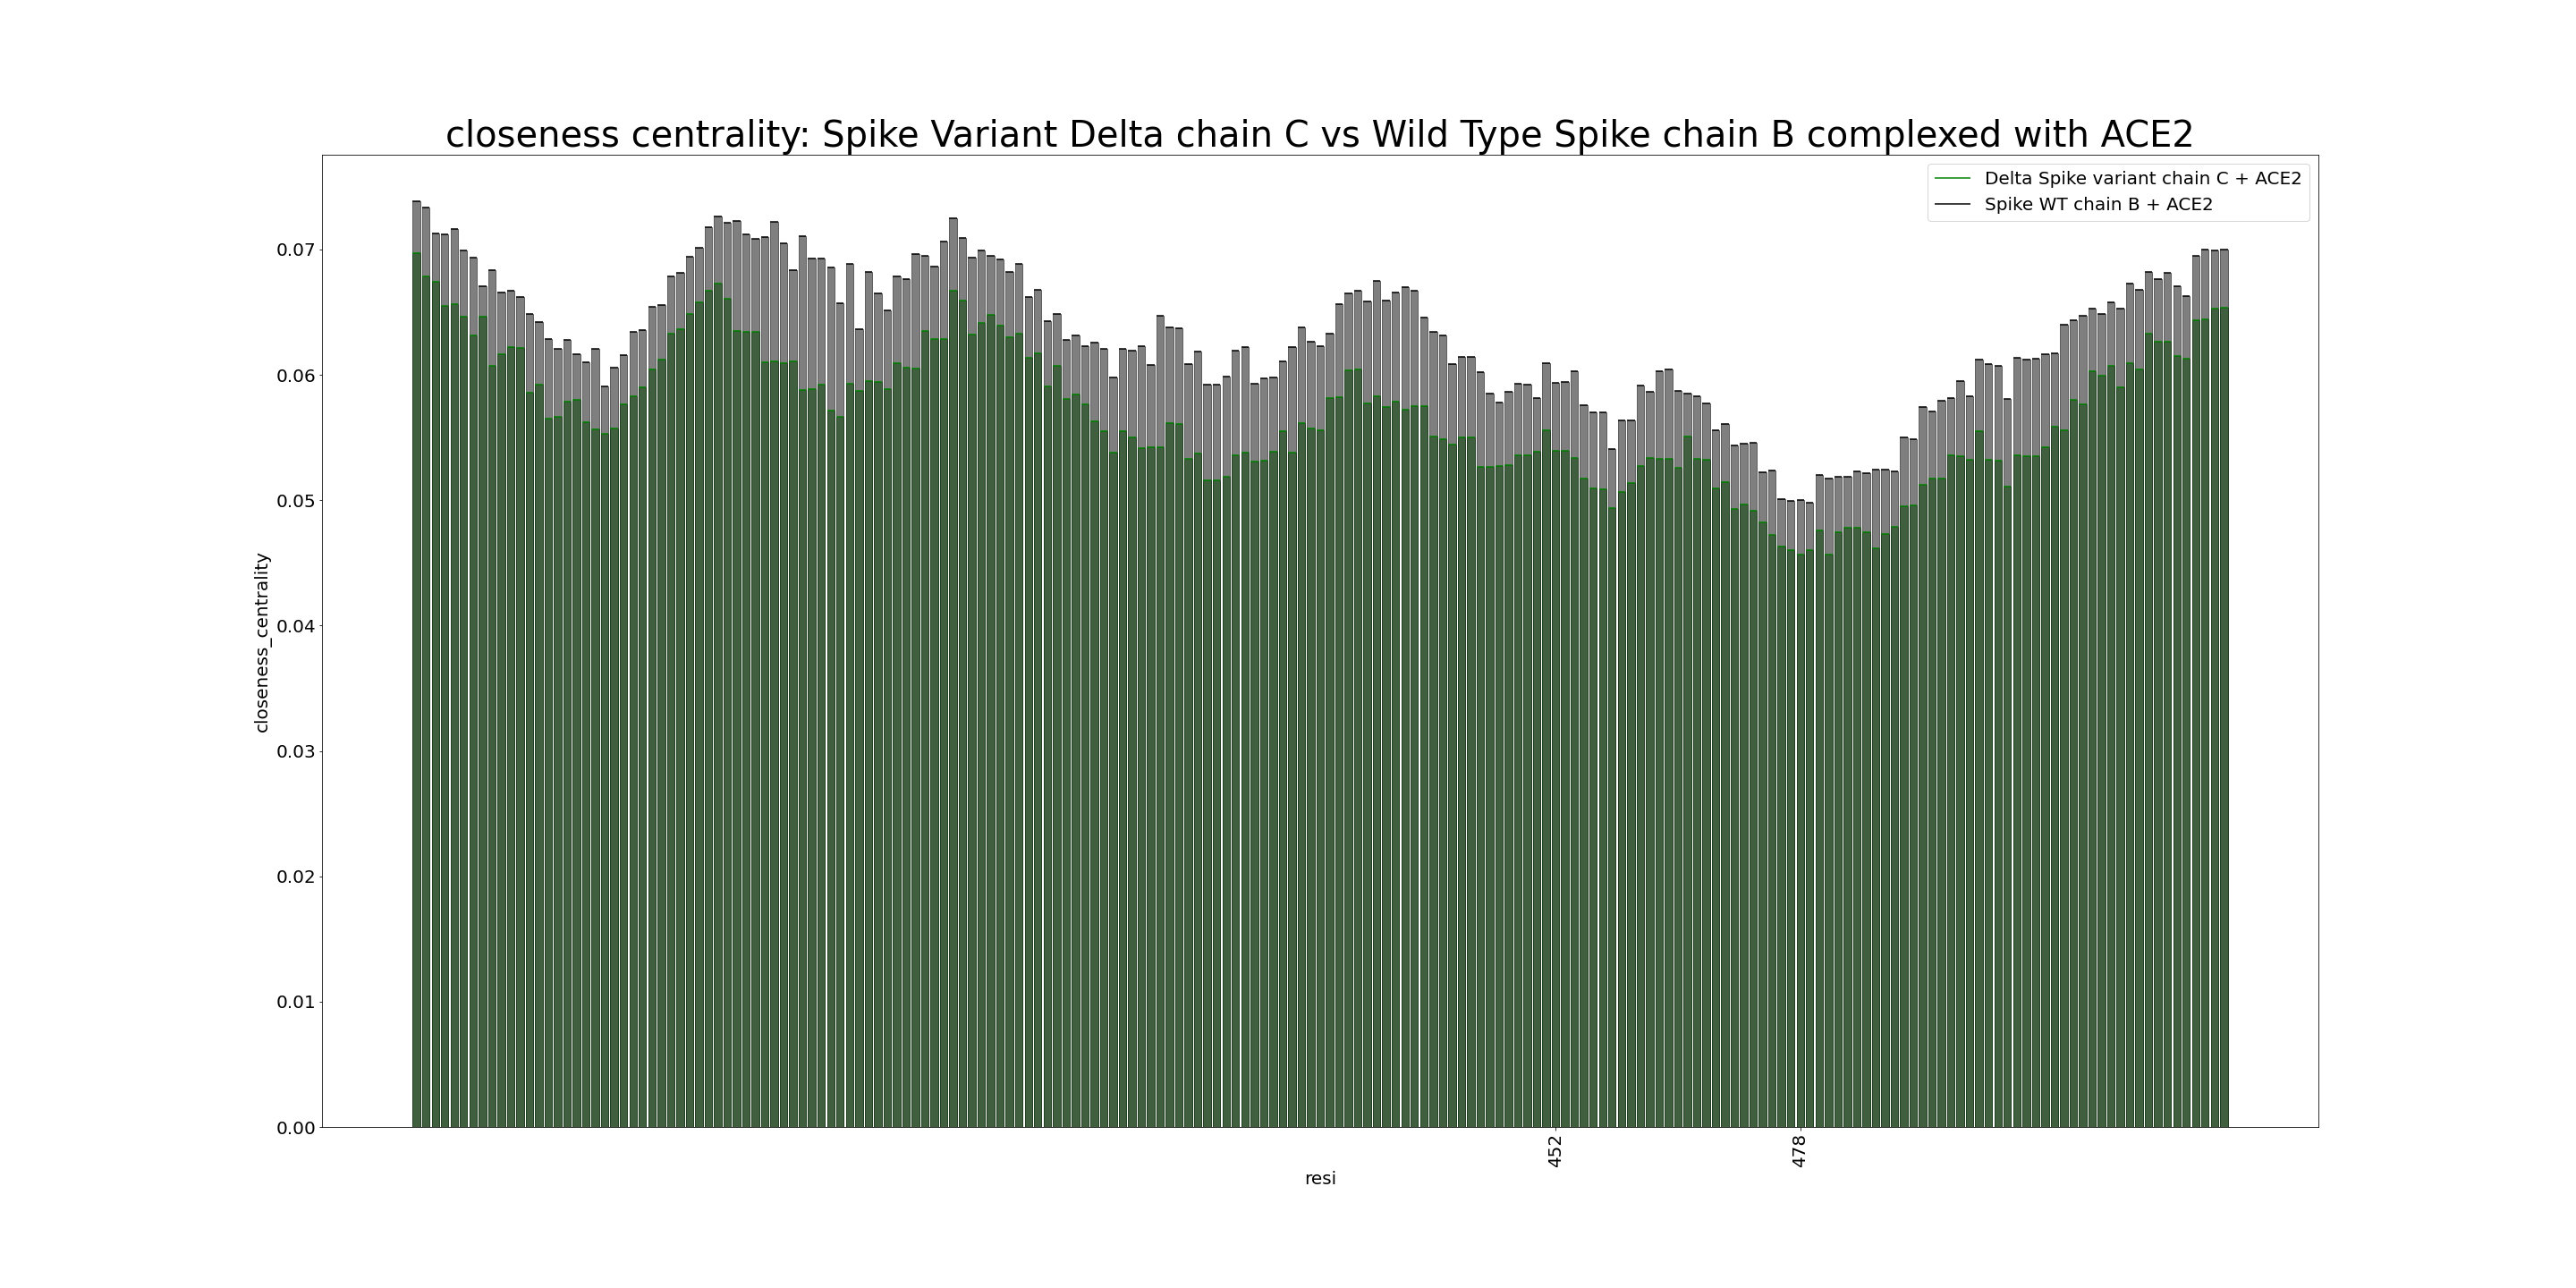 closeness centrality: Spike Variant Delta chain C vs Wild Type Spike chain B complexed with ACE2
Delta Spike variant chain C + ACE2
Spike WT chain B + ACE2
0.07
0.06
0.05
0.04
0.03
0.02
0.01
0.00
closeness_centrality
452
478
resi